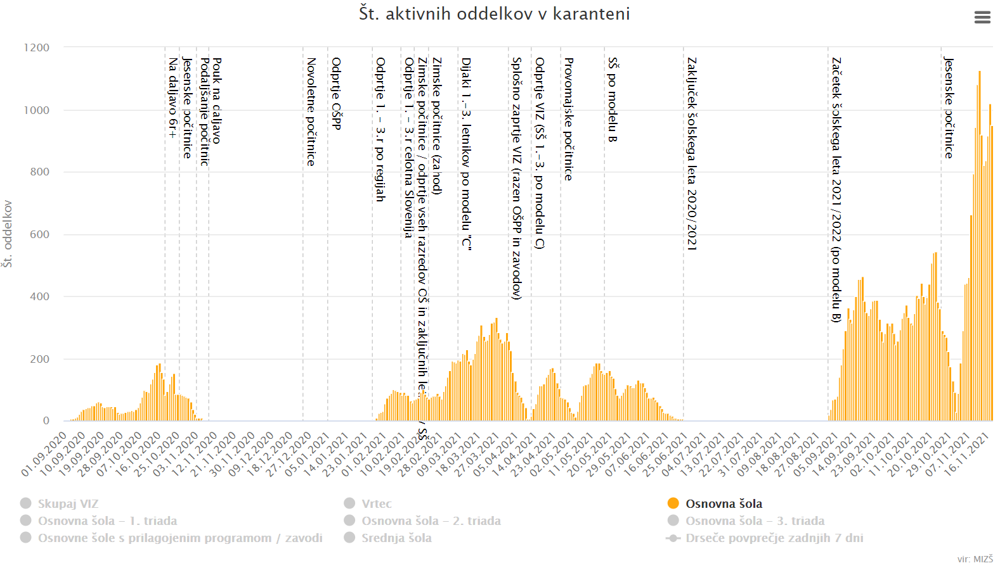 Št. aktivnih oddelkov v karanteni
Št. oddelkov
1200
1000
800
600
400
200
0
Na daljavo 6r+
Jesenske počitnice
Podaljšanje počitnic
Pouk na daljavo
Novoletne počitnice
Odprtje OŠPP
Odprtje 1. - 3.r po regijah
Odprtje 1. - 3.r celotna Slovenija
Zimske počitnice / odprtje vseh razredov OŠ in zaključnih le... / SŠ
Zimske počitnice (zahod)
Dijaki 1.-3. letnikov po modelu "C"
Splošno zaprtje VIZ (razen OŠPP in zavodov)
Odprtje VIZ (SŠ 1.-3. po modelu C)
Provomajske počitnice
SŠ po modelu B
Zaključek šolskega leta 2020/2021
Začetek šolskega leta 2021/2022 (po modelu B)
Jesenske počitnice
01.09.2020
10.09.2020
19.09.2020
28.09.2020
07.10.2020
16.10.2020
25.10.2020
03.11.2020
12.11.2020
21.11.2020
30.11.2020
09.12.2020
18.12.2020
27.12.2020
05.01.2021
14.01.2021
23.01.2021
01.02.2021
10.02.2021
19.02.2021
28.02.2021
09.03.2021
18.03.2021
27.03.2021
05.04.2021
14.04.2021
23.04.2021
02.05.2021
11.05.2021
20.05.2021
29.05.2021
07.06.2021
16.06.2021
25.06.2021
04.07.2021
13.07.2021
22.07.2021
31.07.2021
09.08.2021
18.08.2021
27.08.2021
05.09.2021
14.09.2021
23.09.2021
02.10.2021
11.10.2021
20.10.2021
29.10.2021
07.11.2021
16.11.2021
Skupaj VIZ
Vrtec
Osnovna šola
Osnovna šola - 1. triada
Osnovna šola - 2. triada
Osnovna šola - 3. triada
Osnovne šole s prilagojenim programom / zavodi
Srednja šola
Drseče povprečje zadnjih 7 dni
vir: MIZŠ